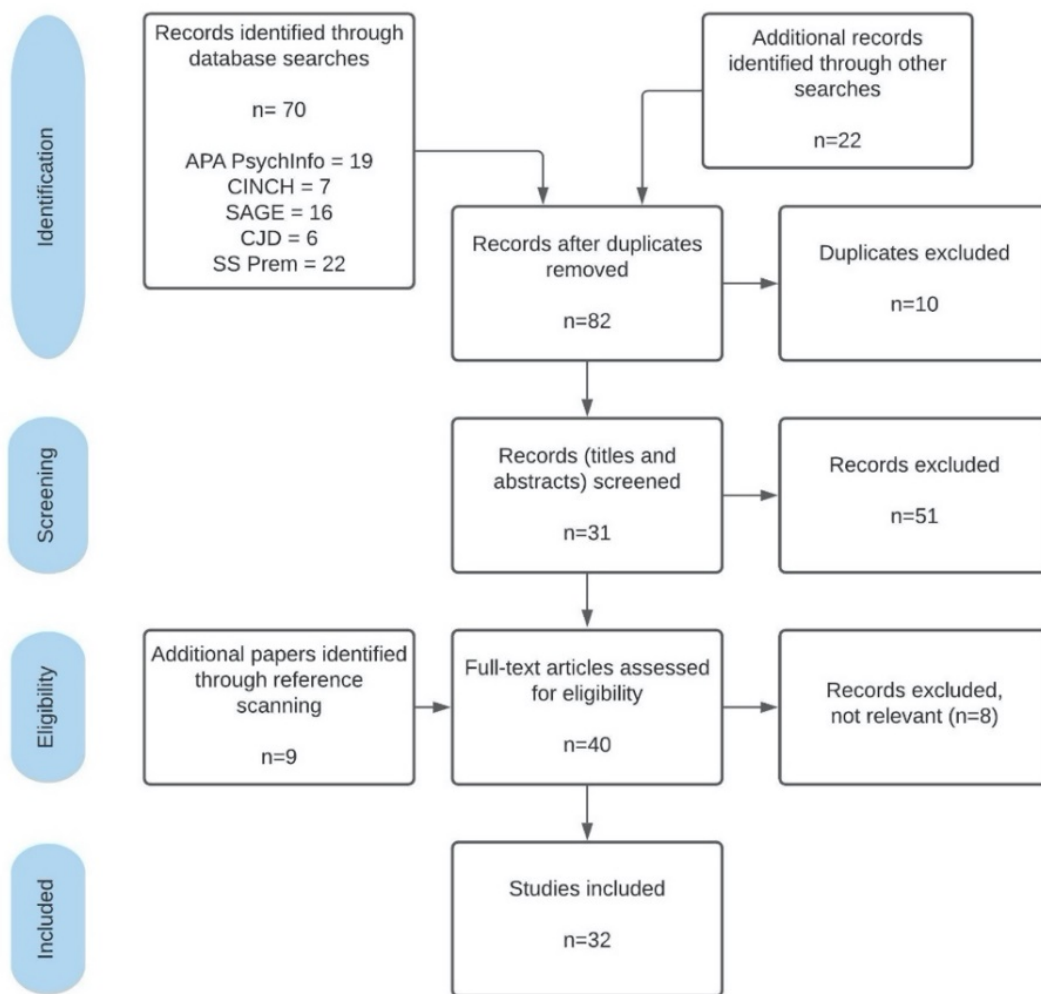 Identification
Records identified through
database searches
n= 70
APA PsychInfo = 19
CINCH = 7
SAGE = 16
CJD = 6
SS Prem = 22
Additional records
identified through other
searches
n=22
Records after duplicates
removed
n=82
Duplicates excluded
n=10
Screening
Records (titles and
abstracts) screened
n=31
Records excluded
n=51
Eligibility
Additional papers identified
through reference
scanning
n=9
Full-text articles assessed
for eligibility
n=40
Records excluded,
not relevant (n=8)
Included
Studies included
n=32